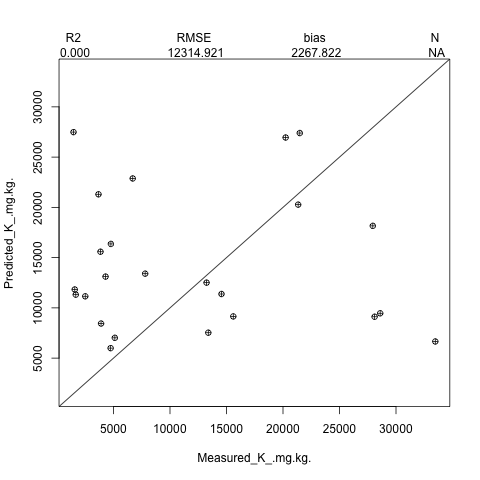 R2 RMSE bias N
0.000 12314.921 2267.822 NA
30000
25000
20000
15000
10000
5000
Predicted_K_.mg.kg.
5000 10000 15000 20000 25000 30000
Measured_K_.mg.kg.